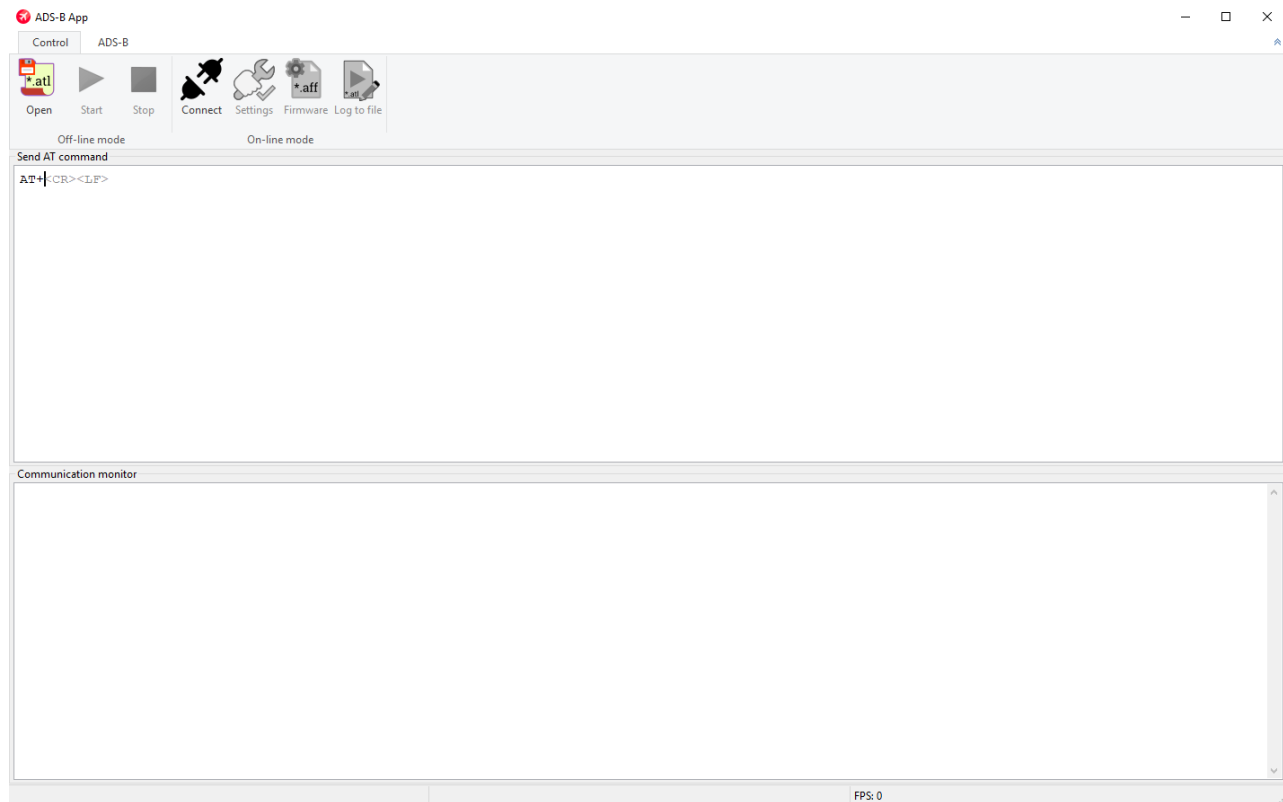 ADS-B App
Control ADS-B
*.atl
*.aff
*.atl
Open Start Stop Connect Settings Firmware Log to file
Off-line mode On-line mode
Send AT command
AT+<CR><LF>
Communication monitor
FPS: 0